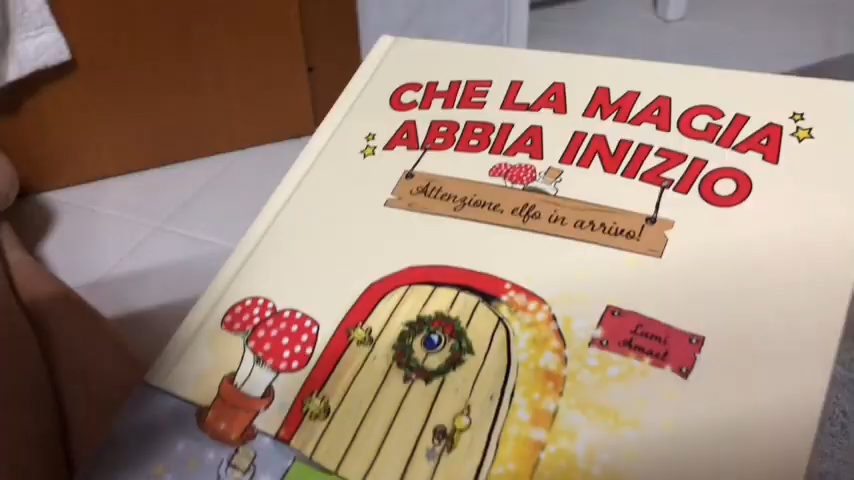 CHE LA MAGIA
ABBIA INIZIO
Attenzione, elfo in arrivo!
Lumi
Amaet